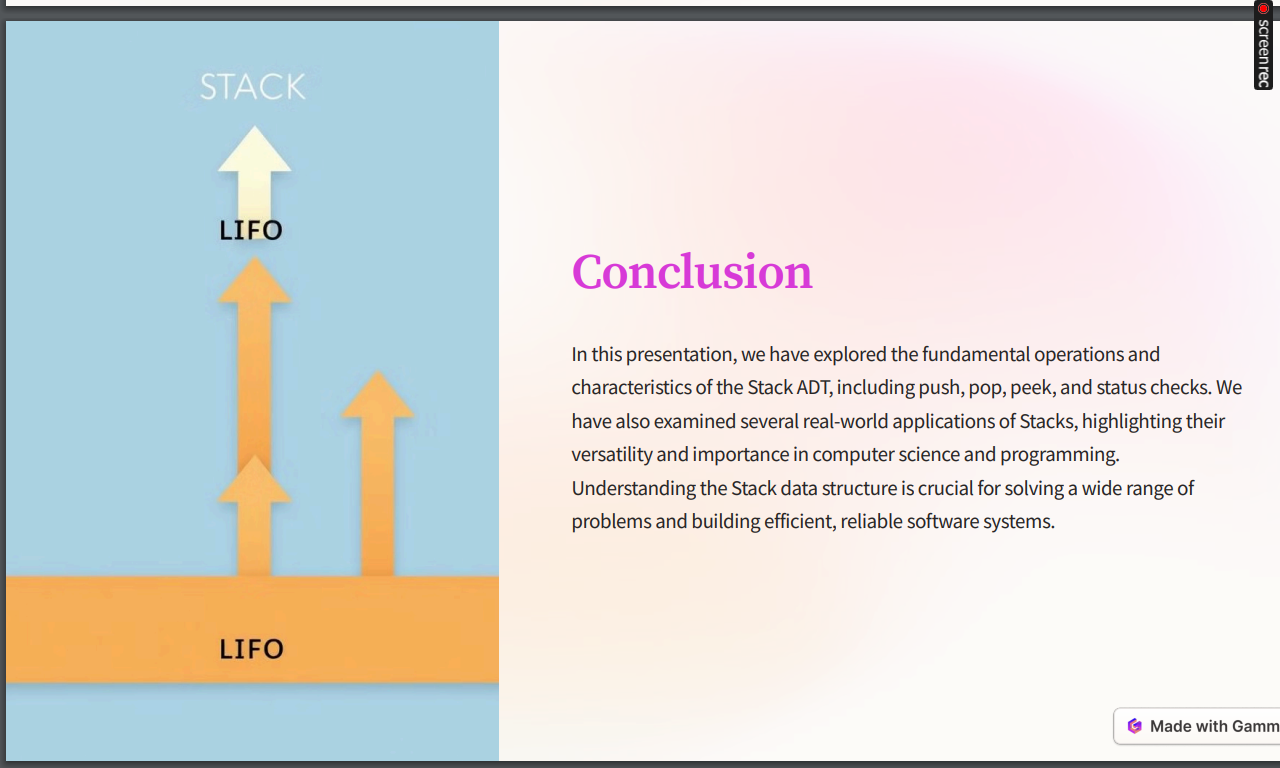 STACK
LIFO
LIFO
Conclusion
In this presentation, we have explored the fundamental operations and
characteristics of the Stack ADT, including push, pop, peek, and status checks. We
have also examined several real-world applications of Stacks, highlighting their
versatility and importance in computer science and programming.
Understanding the Stack data structure is crucial for solving a wide range of
problems and building efficient, reliable software systems.
Made with Gamm
screenrec